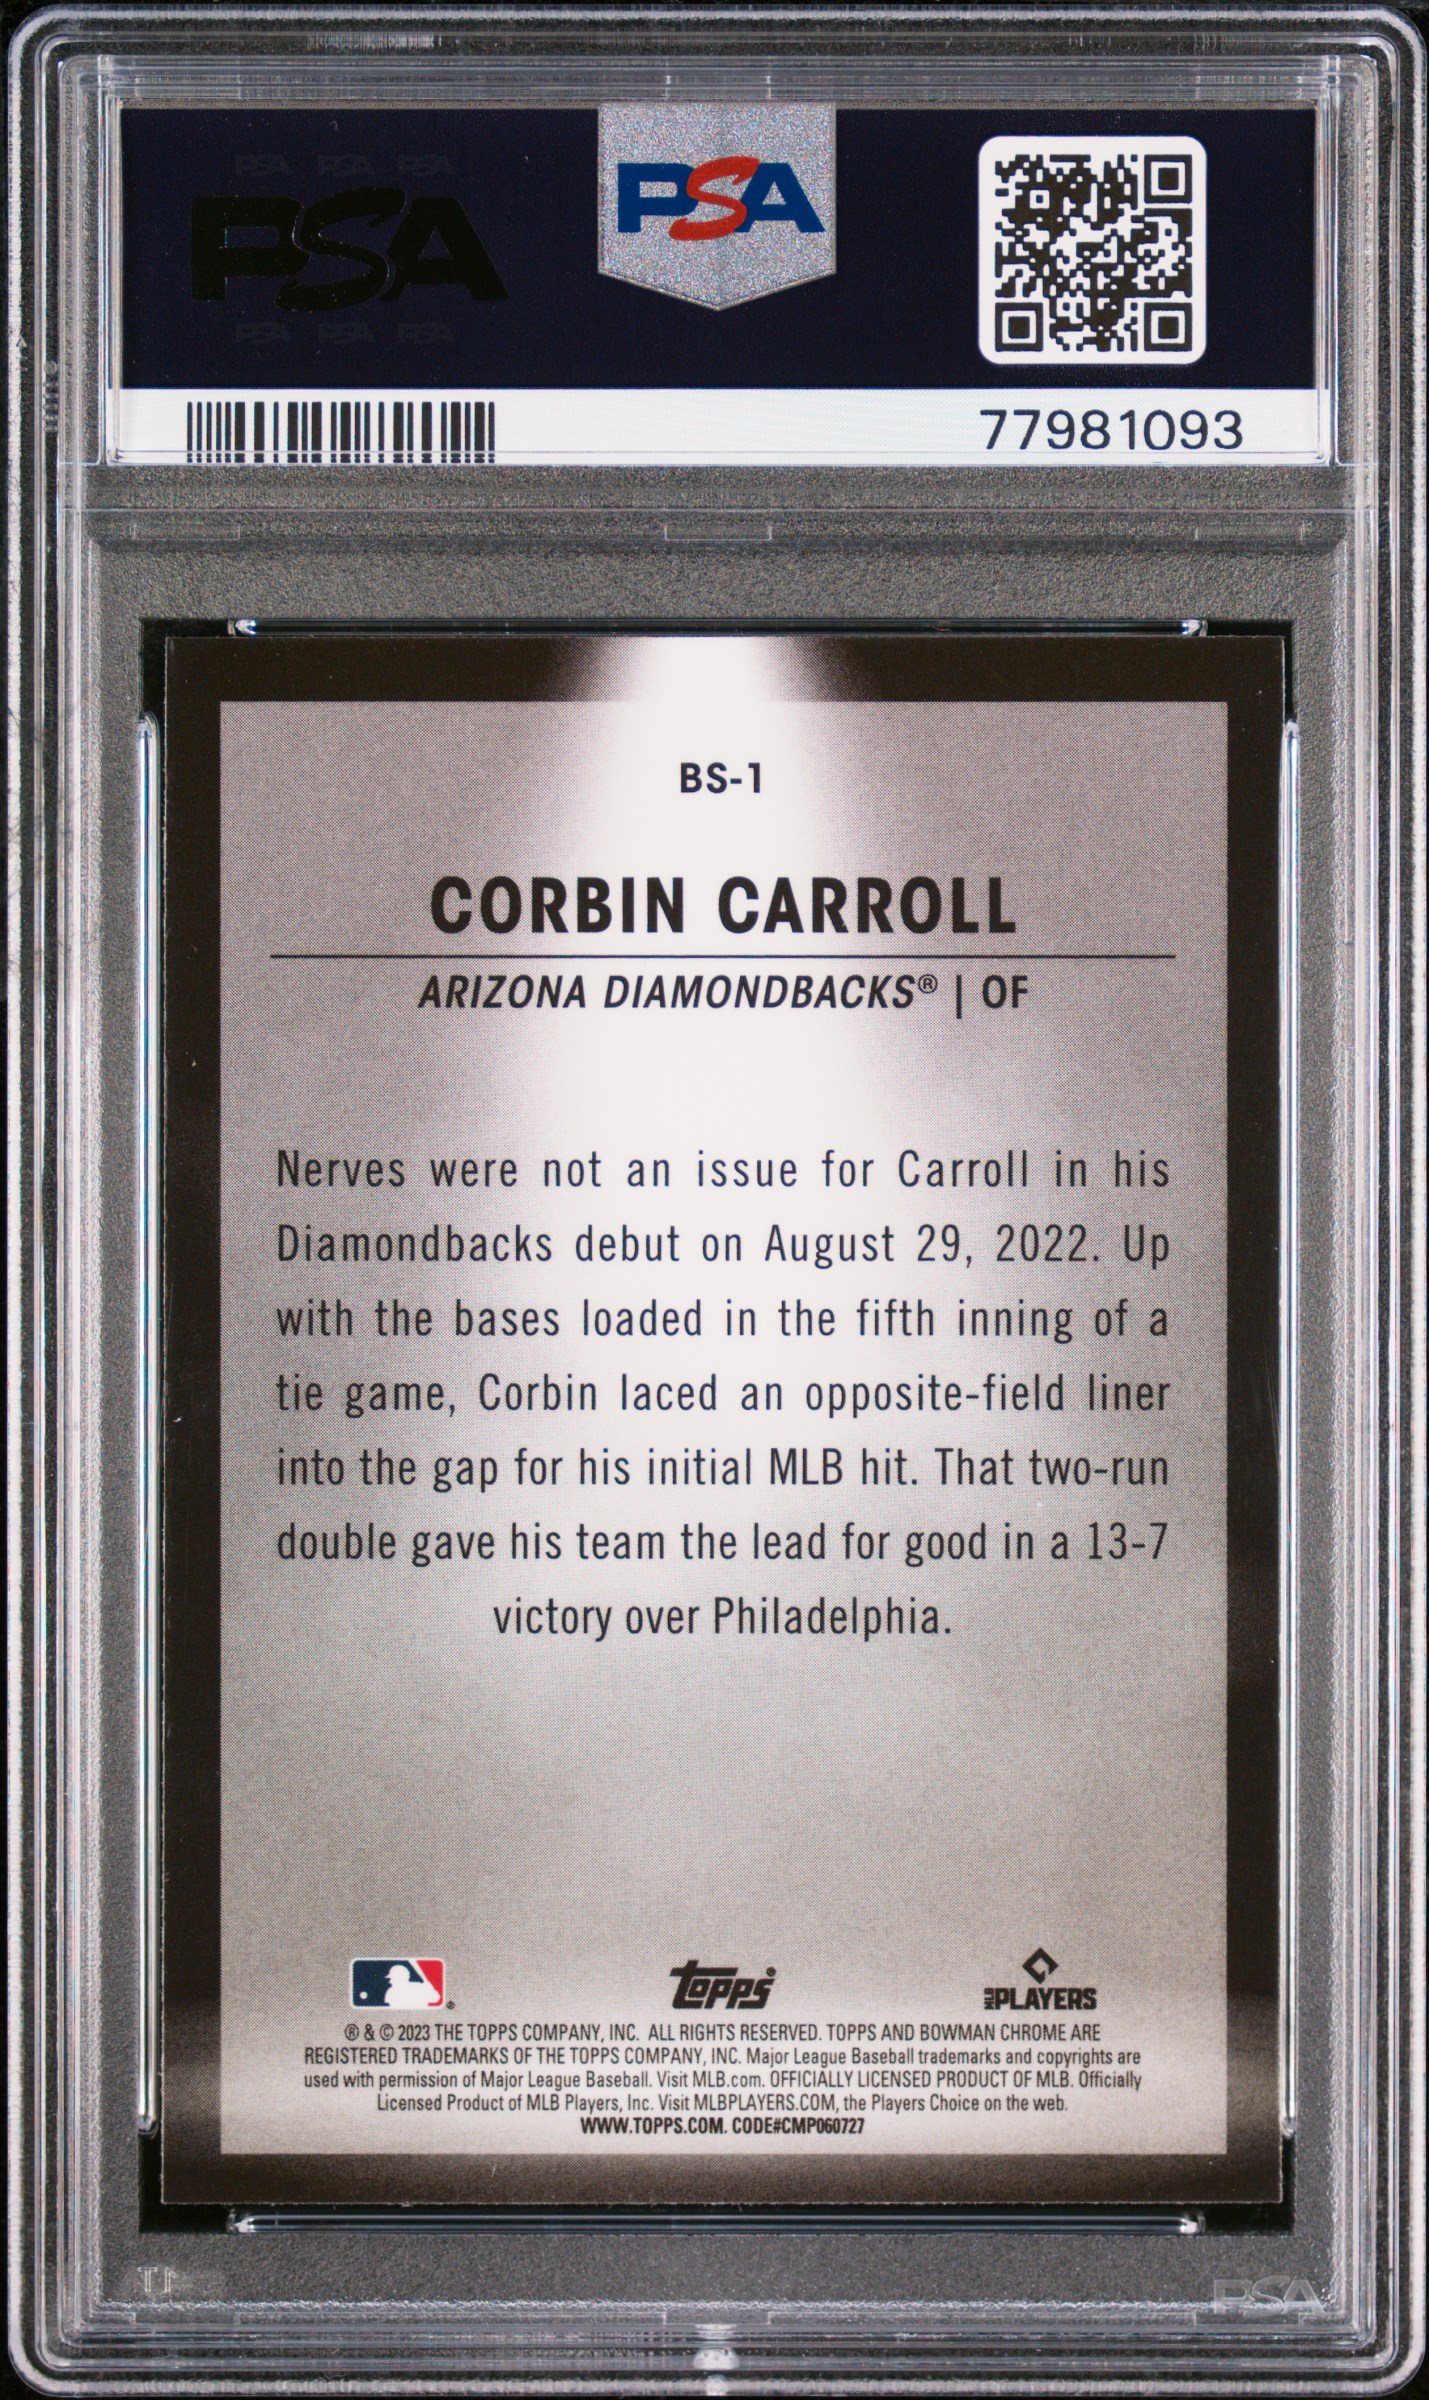 PSA PSA PSA
PSA
PSA PSA PSA
PSA
77981093
BS-1
CORBIN CARROLL
ARIZONA DIAMONDBACKS® | OF
Nerves were not an issue for Carroll in his
Diamondbacks debut on August 29, 2022. Up
with the bases loaded in the fifth inning of a
tie game, Corbin laced an opposite-field liner
into the gap for his initial MLB hit. That two-run
double gave his team the lead for good in a 13-7
victory over Philadelphia.
®
topps
MLB PLAYERS
® & © 2023 THE TOPPS COMPANY, INC. ALL RIGHTS RESERVED. TOPPS AND BOWMAN CHROME ARE
REGISTERED TRADEMARKS OF THE TOPPS COMPANY, INC. Major League Baseball trademarks and copyrights are
used with permission of Major League Baseball. Visit MLB.com. OFFICIALLY LICENSED PRODUCT OF MLB. Officially
Licensed Product of MLB Players, Inc. Visit MLBPLAYERS.COM, the Players Choice on the web.
WWW.TOPPS.COM. CODE#CMP060727
PSA